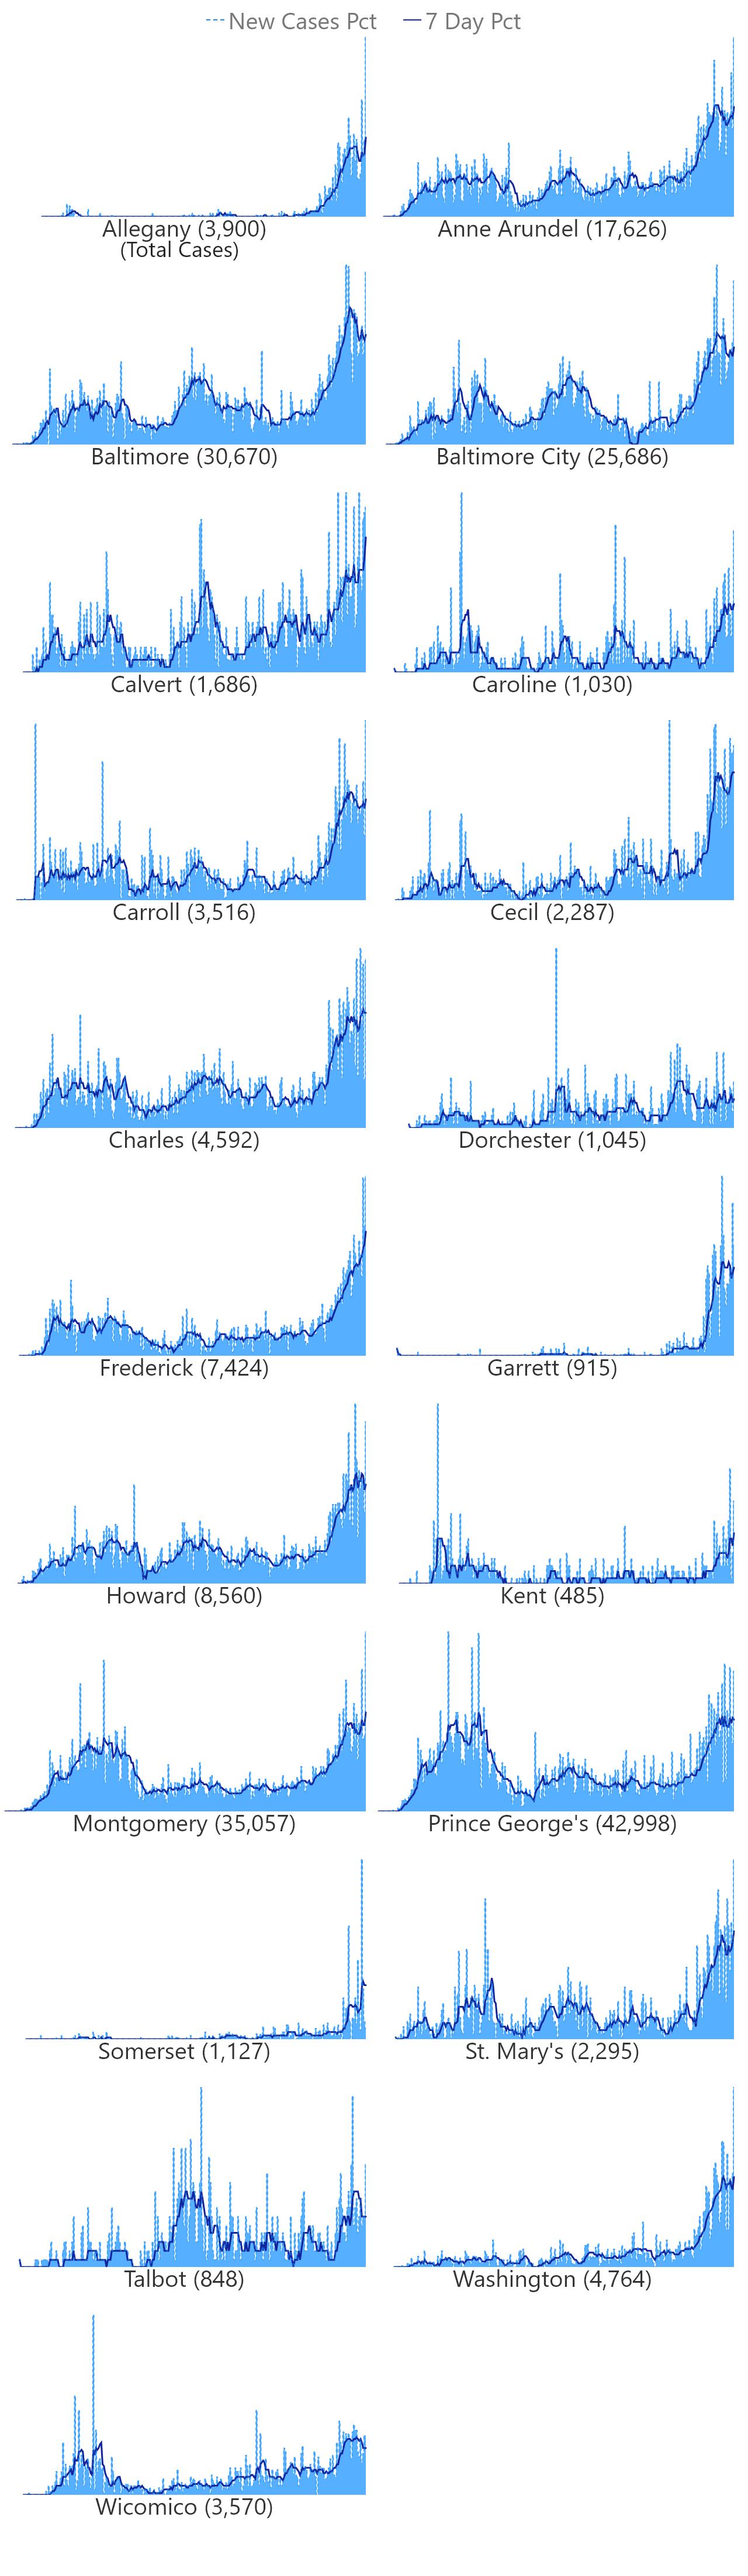 New Cases Pct 7 Day Pct
Allegany (3,900) Anne Arundel (17,626)
(Total Cases)
Baltimore (30,670) Baltimore City (25,686)
Calvert (1,686) Caroline (1,030)
Carroll (3,516) Cecil (2,287)
Charles (4,592) Dorchester (1,045)
Frederick (7,424) Garrett (915)
Howard (8,560) Kent (485)
Montgomery (35,057) Prince George's (42,998)
Somerset (1,127) St. Mary's (2,295)
Talbot (848) Washington (4,764)
Wicomico (3,570)